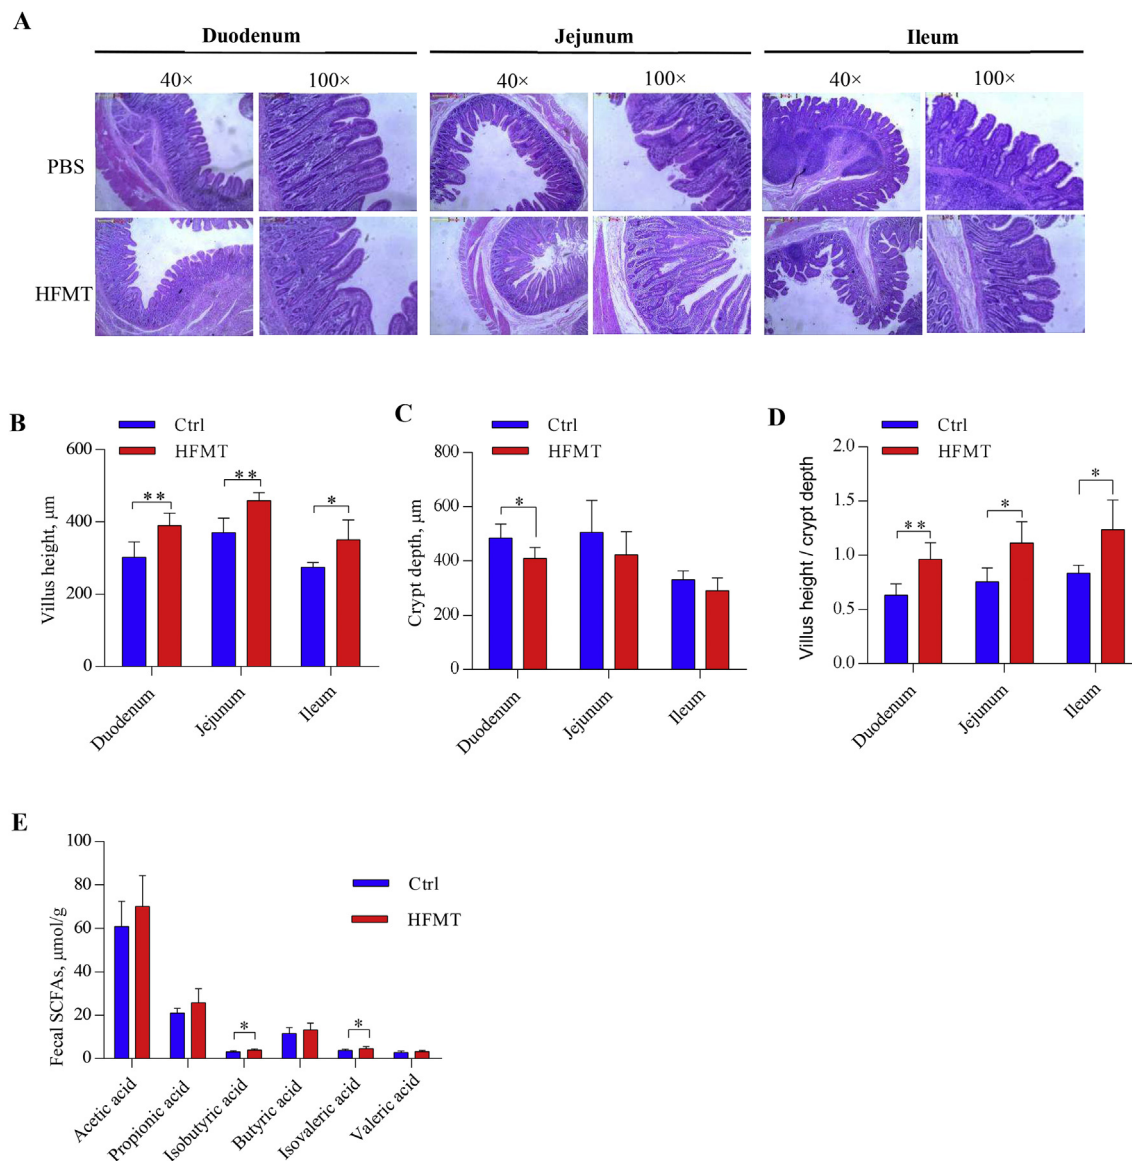 A
Duodenum Jejunum Ileum
40× 100× 40× 100× 40× 100×
PBS
HFMT
B
Ctrl
HFMT
Villus height, µm
600
400
200
0
** ** *
Duodenum Jejunum Ileum
C
Ctrl
HFMT
Crypt depth, µm
800
600
400
200
0
*
Duodenum Jejunum Ileum
D
Ctrl
HFMT
Villus height / crypt depth
2.0
1.5
1.0
0.5
0.0
** * *
Duodenum Jejunum Ileum
E
Ctrl
HFMT
Fecal SCFAs, µmol/g
100
80
60
40
20
0
* *
Acetic acid Propionic acid Isobutyric acid Butyric acid Isovaleric acid Valeric acid